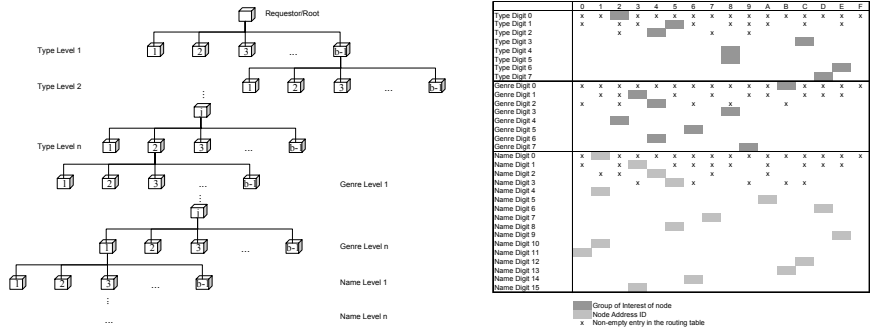 Requestor/Root
1 2 3 ... b-1
Type Level 1
1 2 3 ... b-1
Type Level 2
⋮
i
Type Level n
1 2 3 ... b-1
1 2 3 ... b-1
Genre Level 1
⋮
i
1 2 3 ... b-1
Genre Level n
1 2 3 ... b-1
Name Level 1
⋮
...
Name Level n
0 1 2 3 4 5 6 7 8 9 A B C D E F
Type Digit 0 x x x x x x x x x x x x x x x
Type Digit 1 x x x x x x x x x x x
Type Digit 2 x x x
Type Digit 3
Type Digit 4
Type Digit 5
Type Digit 6
Type Digit 7
Genre Digit 0 x x x x x x x x x x x x x x x
Genre Digit 1 x x x x x x x x x x
Genre Digit 2 x x x x x
Genre Digit 3
Genre Digit 4
Genre Digit 5
Genre Digit 6
Genre Digit 7
Name Digit 0 x x x x x x x x x x x x x x x
Name Digit 1 x x x x x x x x x x x
Name Digit 2 x x x x
Name Digit 3 x x x x x
Name Digit 4
Name Digit 5
Name Digit 6
Name Digit 7
Name Digit 8
Name Digit 9
Name Digit 10
Name Digit 11
Name Digit 12
Name Digit 13
Name Digit 14
Name Digit 15
Group of Interest of node
Node Address ID
x Non-empty entry in the routing table